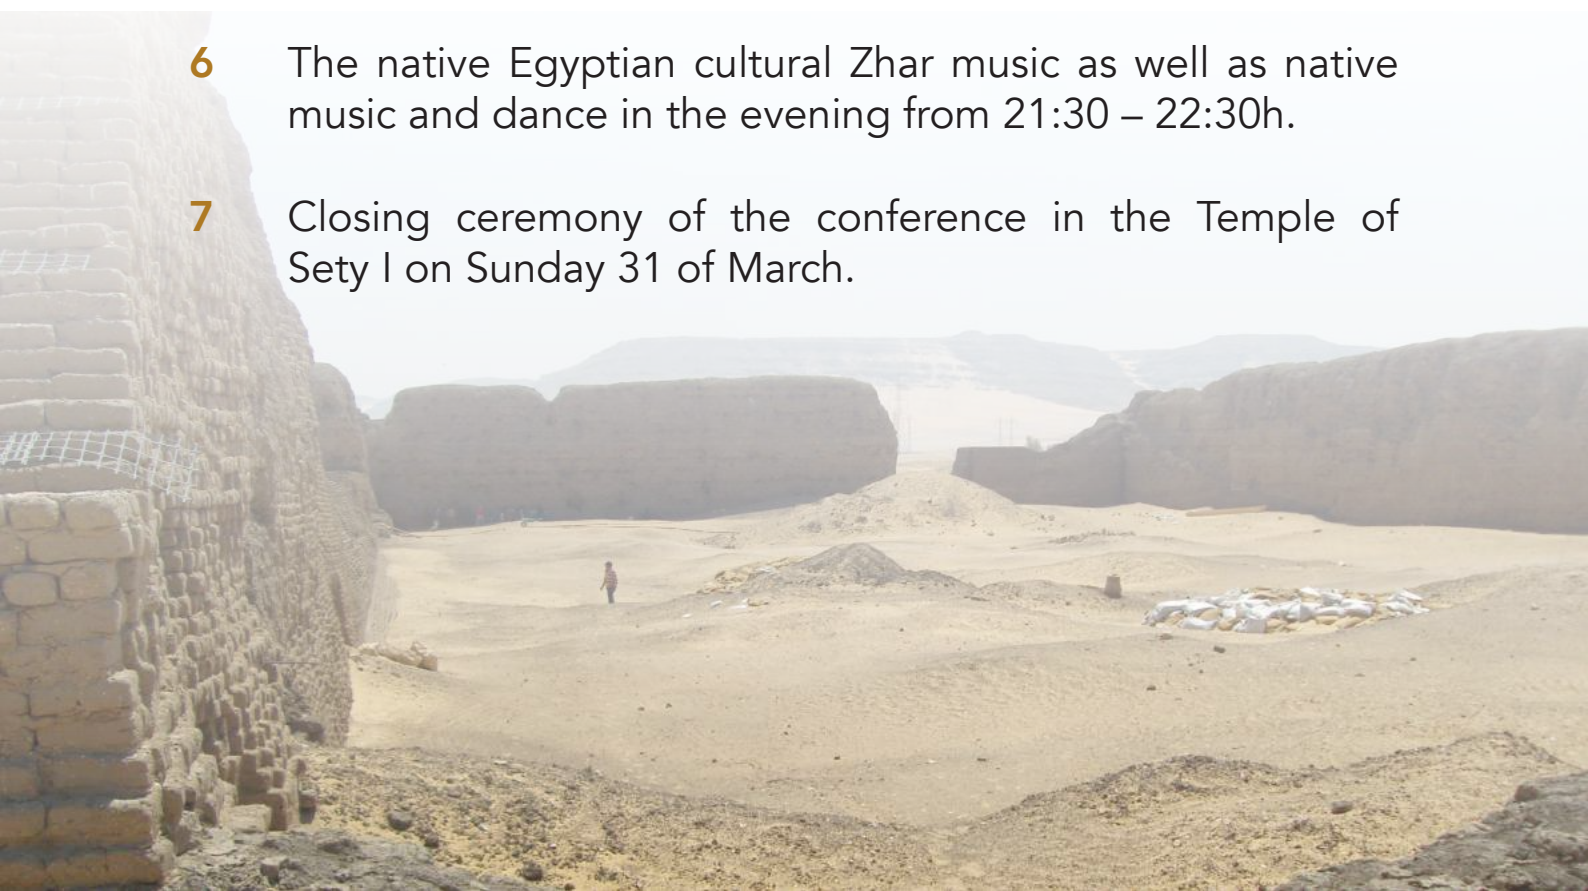 6 The native Egyptian cultural Zhar music as well as native
music and dance in the evening from 21:30 – 22:30h.
7 Closing ceremony of the conference in the Temple of
Sety I on Sunday 31 of March.